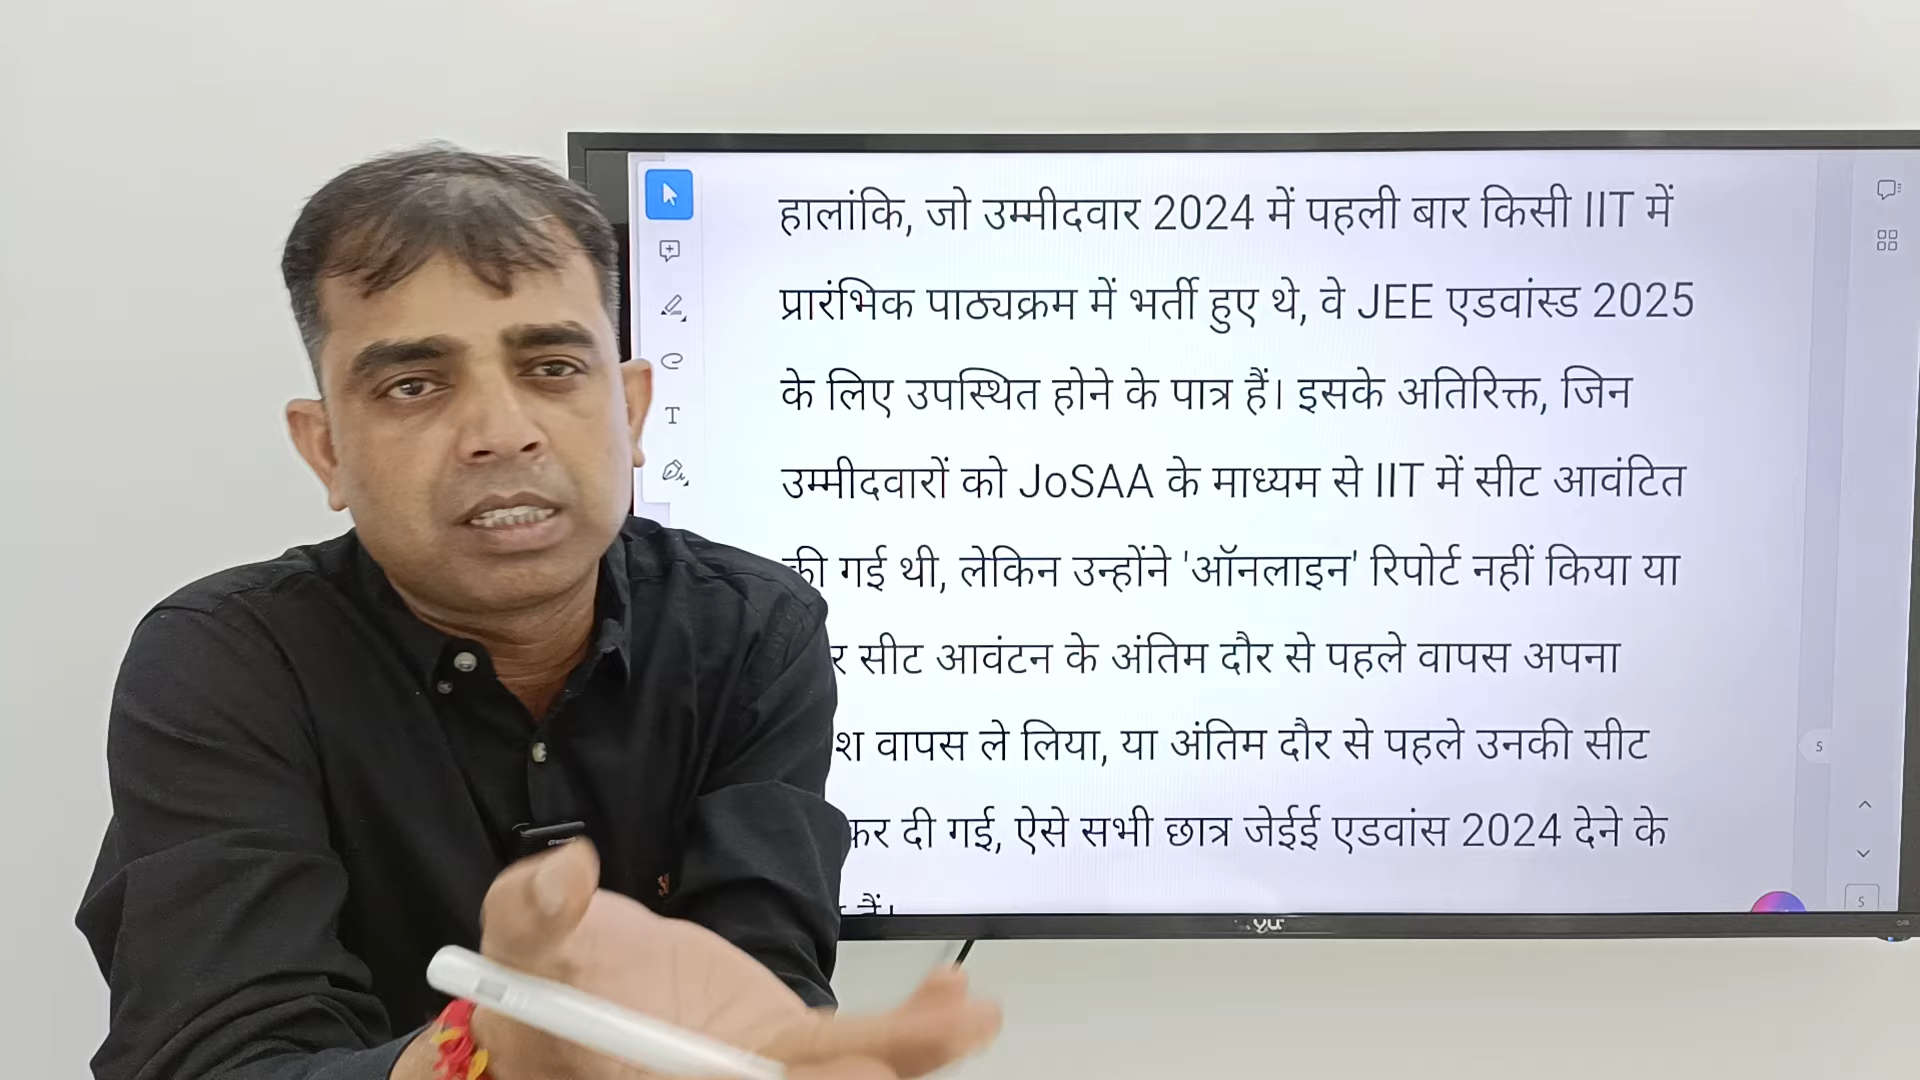 हालांकि, जो उम्मीदवार 2024 में पहली बार किसी IIT में
प्रारंभिक पाठ्यक्रम में भर्ती हुए थे, वे JEE एडवांस्ड 2025
के लिए उपस्थित होने के पात्र हैं। इसके अतिरिक्त, जिन
उम्मीदवारों को JoSAA के माध्यम से IIT में सीट आवंटित
की गई थी, लेकिन उन्होंने 'ऑनलाइन' रिपोर्ट नहीं किया या
सीट आवंटन के अंतिम दौर से पहले वापस अपना
वापस ले लिया, या अंतिम दौर से पहले उनकी सीट
कर दी गई, ऐसे सभी छात्र जेईई एडवांस 2024 देने के
हैं।
T
5
5